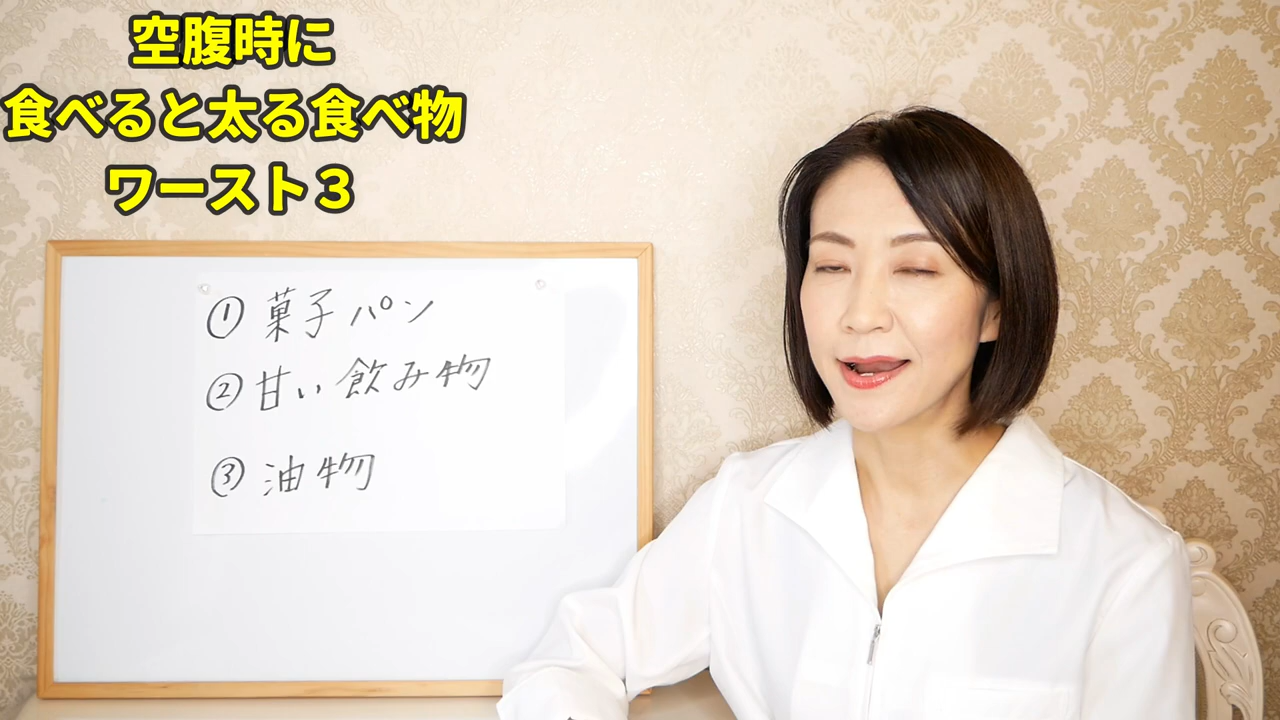 空腹時に
食べると太る食べ物
ワースト３
① 菓子パン
② 甘い飲み物
③ 油物